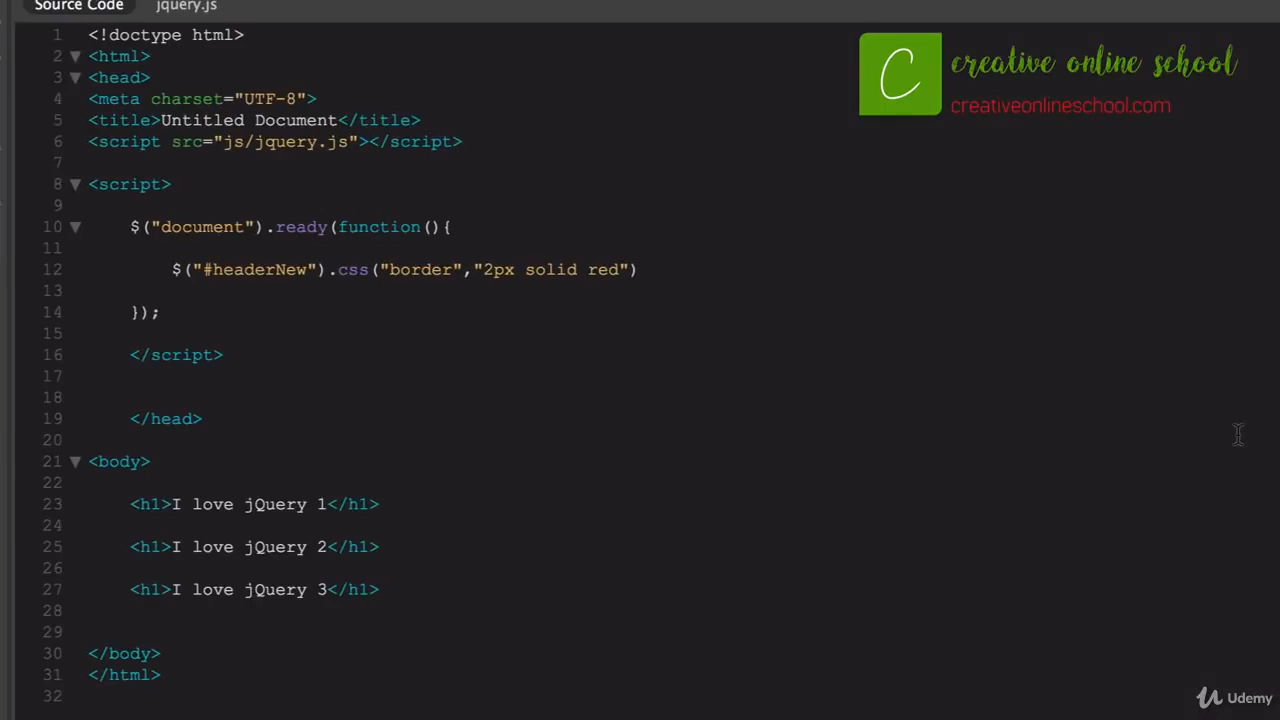 Source Code jquery.js
1 <!doctype html>
2 <html>
3 <head>
4 <meta charset="UTF-8">
5 <title>Untitled Document</title>
6 <script src="js/jquery.js"></script>
7
8 <script>
9
10 $("document").ready(function(){
11
12 $("#headerNew").css("border","2px solid red")
13
14 });
15
16 </script>
17
18
19 </head>
20
21 <body>
22
23 <h1>I love jQuery 1</h1>
24
25 <h1>I love jQuery 2</h1>
26
27 <h1>I love jQuery 3</h1>
28
29
30 </body>
31 </html>
32
C creative online school
creativeonlineschool.com
Udemy